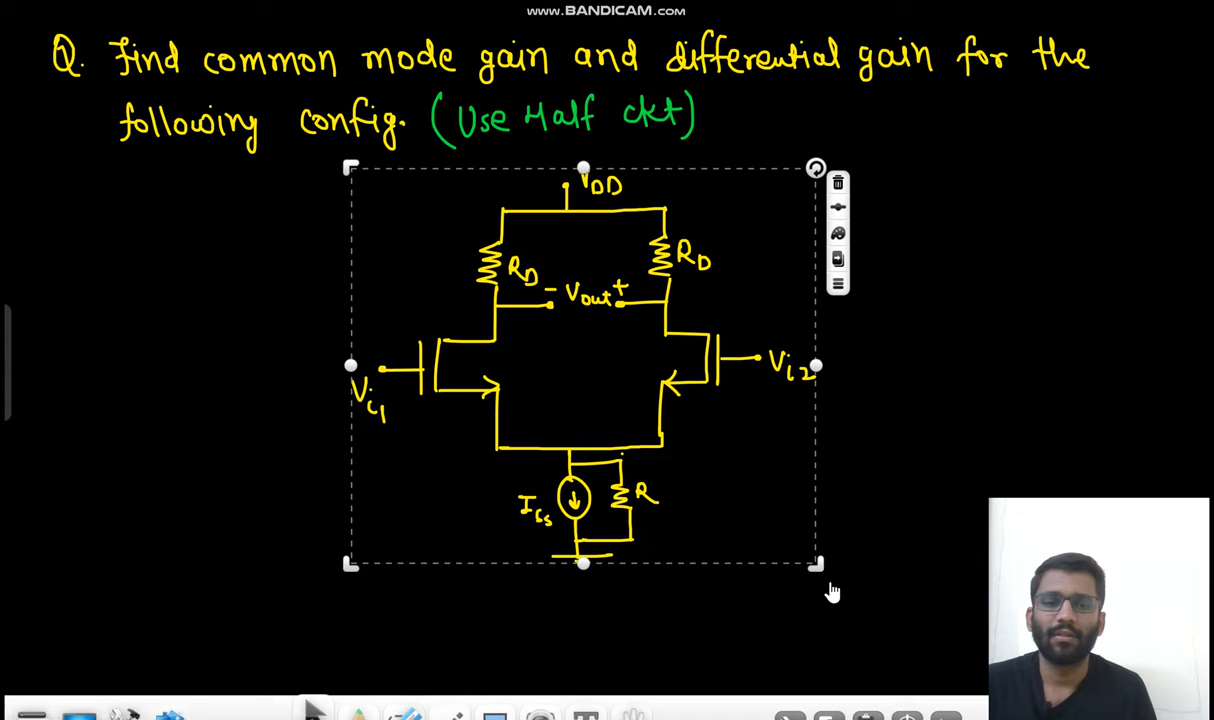 WWW.BANDICAM.COM
Q. Find common mode gain and differential gain for the
following config. (Use Half ckt)
VDD
RD
RD
- Vout +
Vi1
Vi2
ISS
R